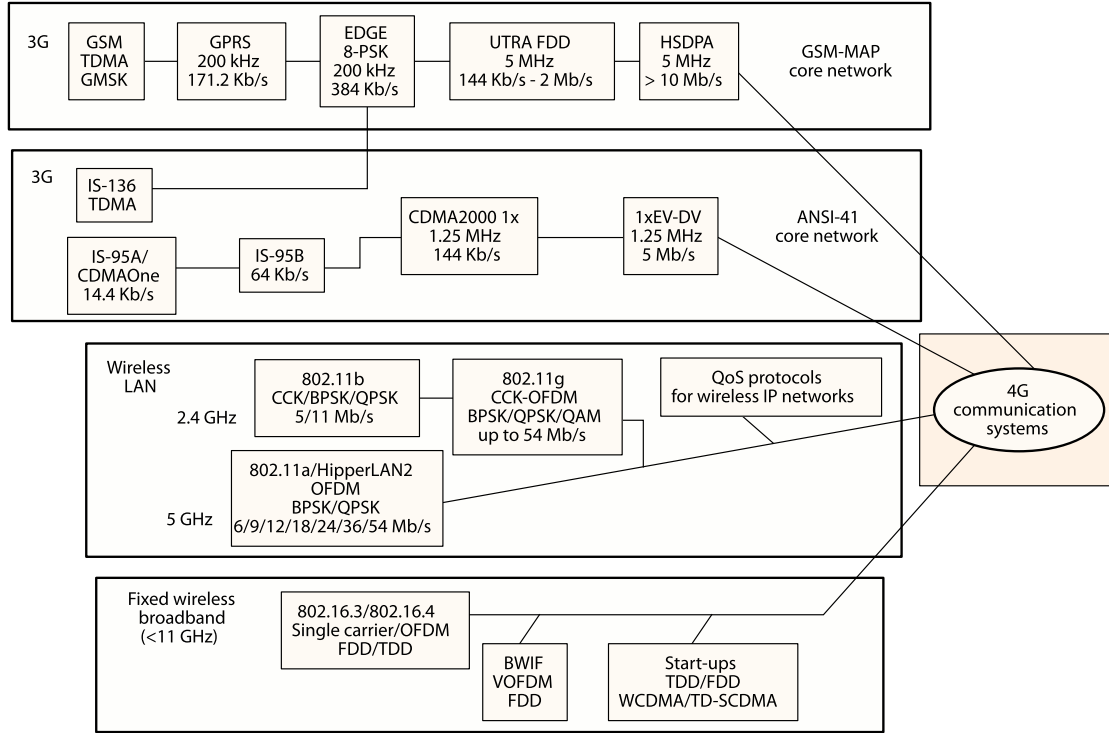 3G
GSM
TDMA
GMSK
GPRS
200 kHz
171.2 Kb/s
EDGE
8-PSK
200 kHz
384 Kb/s
UTRA FDD
5 MHz
144 Kb/s - 2 Mb/s
HSDPA
5 MHz
> 10 Mb/s
GSM-MAP
core network
3G
IS-136
TDMA
IS-95A/
CDMAOne
14.4 Kb/s
IS-95B
64 Kb/s
CDMA2000 1x
1.25 MHz
144 Kb/s
1xEV-DV
1.25 MHz
5 Mb/s
ANSI-41
core network
Wireless
LAN
2.4 GHz
802.11b
CCK/BPSK/QPSK
5/11 Mb/s
802.11g
CCK-OFDM
BPSK/QPSK/QAM
up to 54 Mb/s
QoS protocols
for wireless IP networks
5 GHz
802.11a/HipperLAN2
OFDM
BPSK/QPSK
6/9/12/18/24/36/54 Mb/s
4G
communication
systems
Fixed wireless
broadband
(<11 GHz)
802.16.3/802.16.4
Single carrier/OFDM
FDD/TDD
BWIF
VOFDM
FDD
Start-ups
TDD/FDD
WCDMA/TD-SCDMA